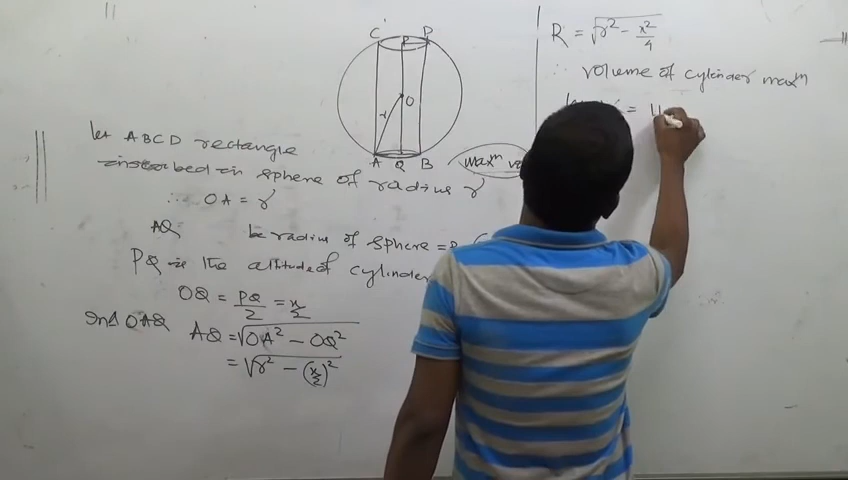 C P D
O
r
A Q B
let ABCD rectangle
inscribed in sphere of radius r
∴ OA = r
AQ be radius of sphere =
PQ is the altitude of cylinder
OQ = PQ/2 = x/2
In Δ OAQ AQ = √OA² - OQ²
= √r² - (x/2)²
maxᵐ
R = √r² - x²/4
∴ volume of cylinder maxᵐ
=